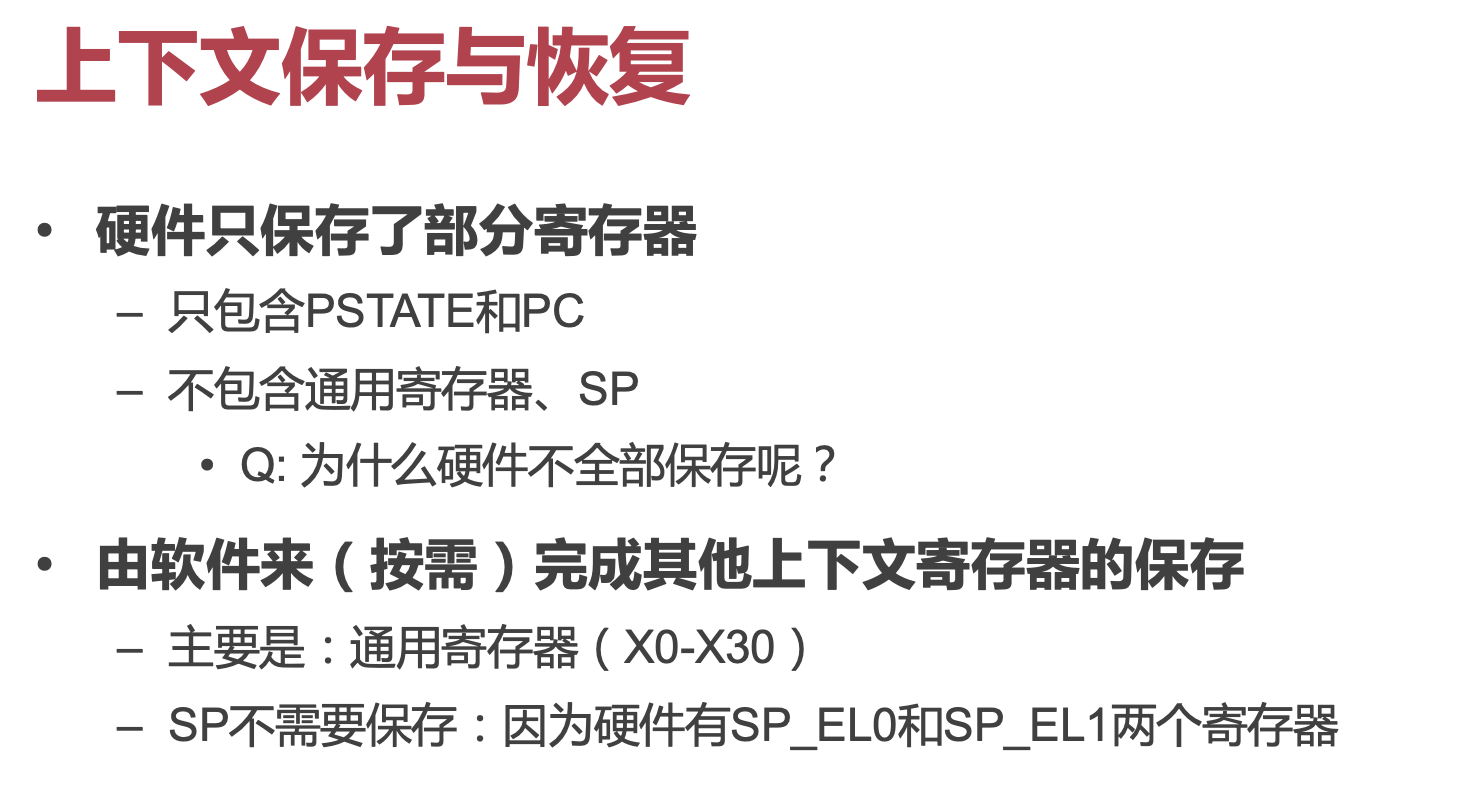 上下文保存与恢复
• 硬件只保存了部分寄存器
– 只包含PSTATE和PC
– 不包含通用寄存器、SP
• Q: 为什么硬件不全部保存呢？
• 由软件来（按需）完成其他上下文寄存器的保存
– 主要是：通用寄存器（X0-X30）
– SP不需要保存：因为硬件有SP_EL0和SP_EL1两个寄存器